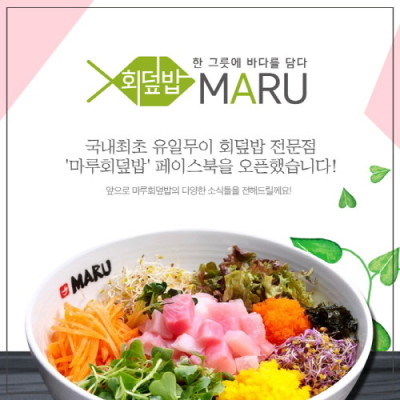 한 그릇에 바다를 담다
회덮밥 MARU
국내최초 유일무이 회덮밥 전문점
'마루회덮밥' 페이스북을 오픈했습니다!
앞으로 마루회덮밥의 다양한 소식들을 전해드릴께요!
MARU